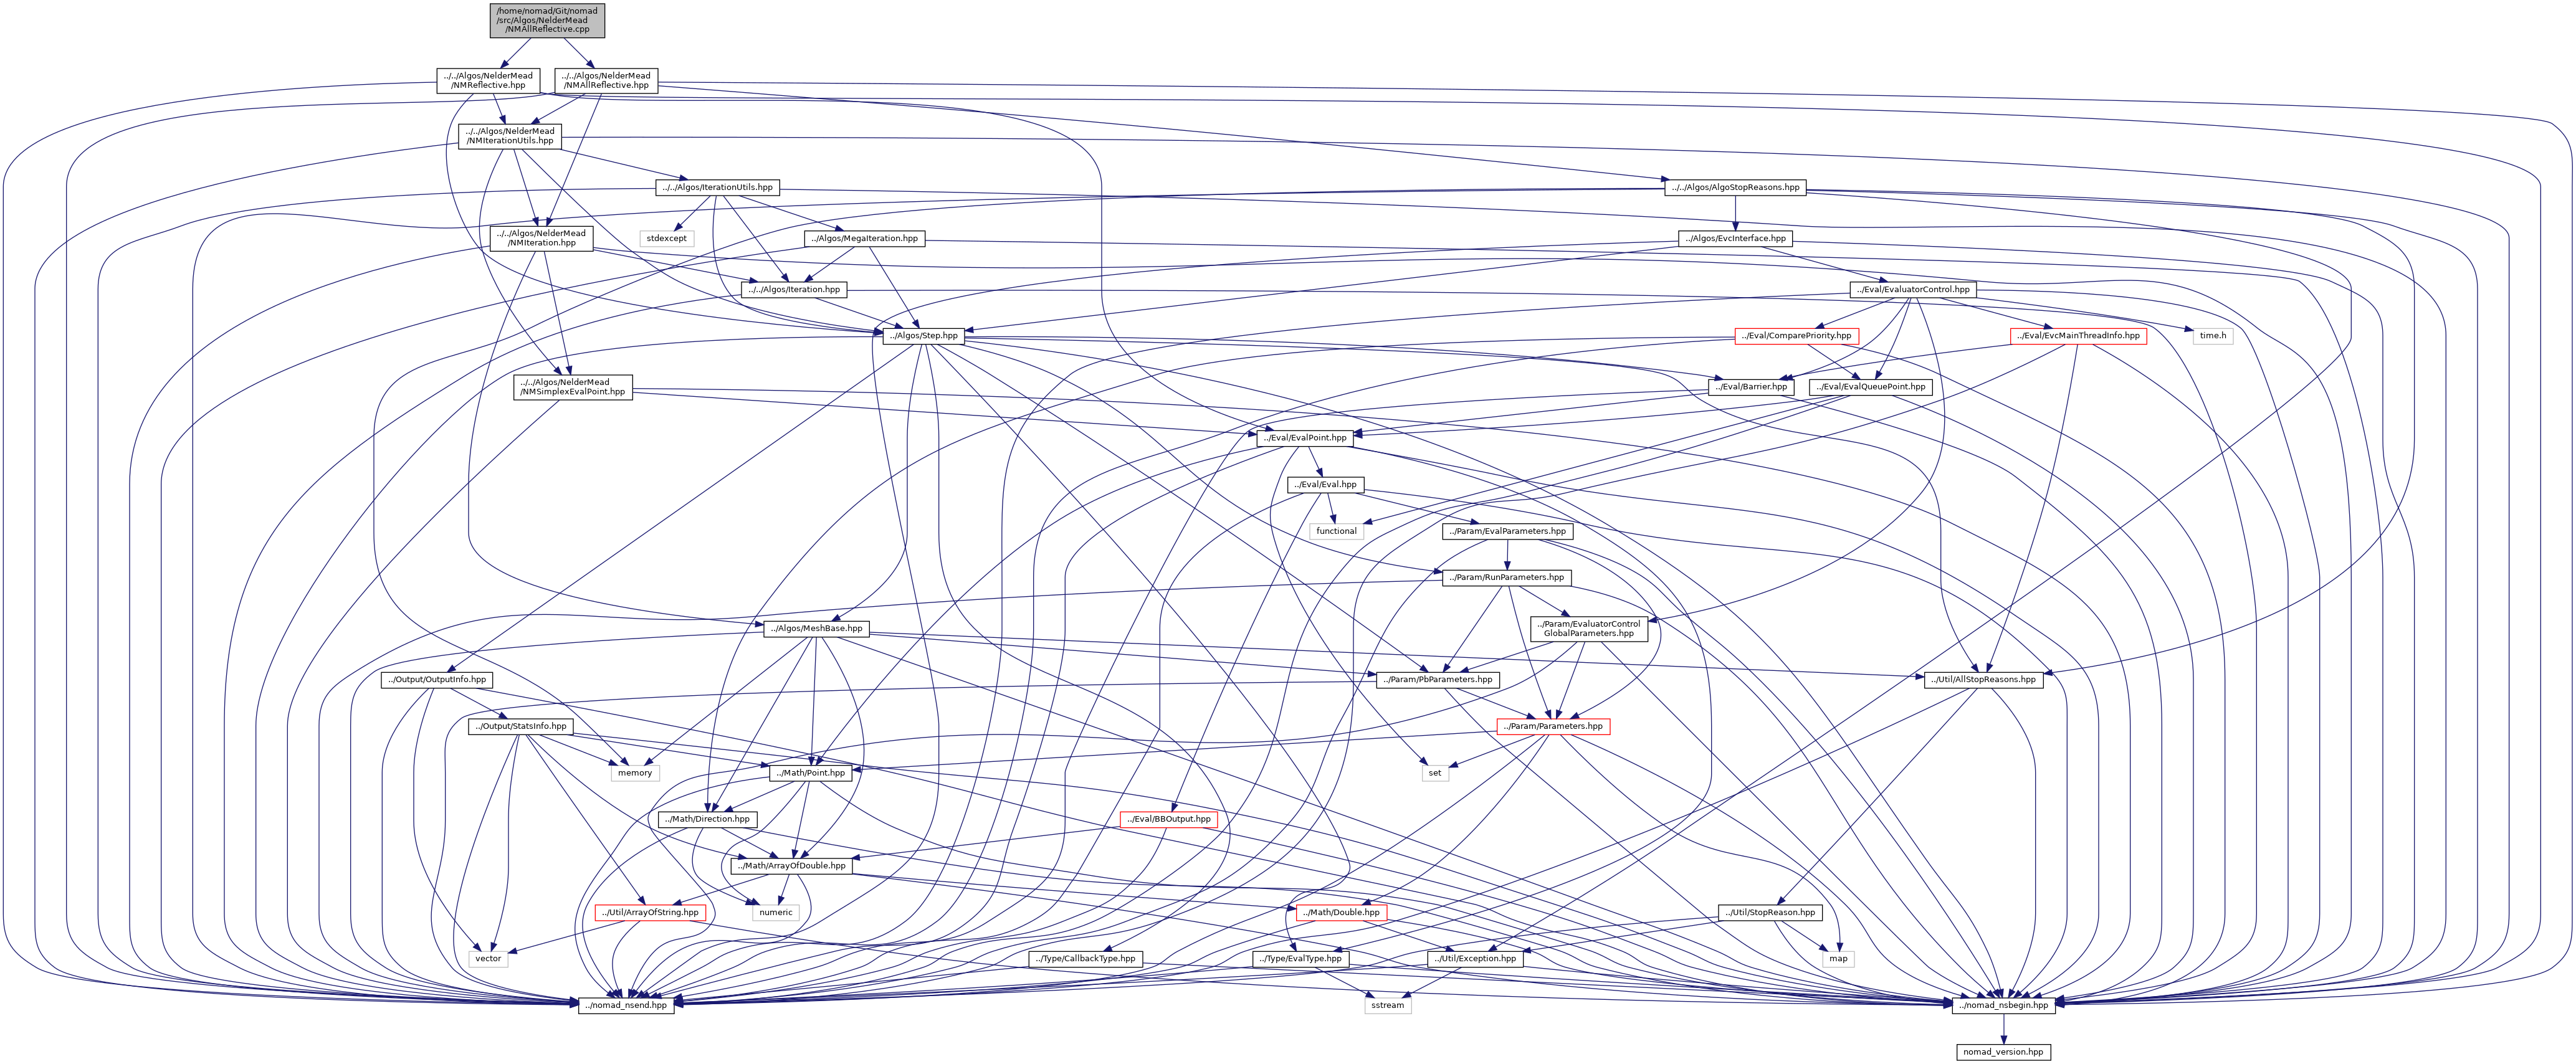 /home/nomad/Git/nomad
/src/Algos/NelderMead
/NMAllReflective.cpp
../../Algos/NelderMead
/NMReflective.hpp
../../Algos/NelderMead
/NMAllReflective.hpp
../../Algos/NelderMead
/NMIterationUtils.hpp
../../Algos/IterationUtils.hpp
../../Algos/AlgoStopReasons.hpp
../../Algos/NelderMead
/NMIteration.hpp
stdexcept
../Algos/MegaIteration.hpp
../Algos/EvcInterface.hpp
../../Algos/Iteration.hpp
../Eval/EvaluatorControl.hpp
../Algos/Step.hpp
../Eval/ComparePriority.hpp
../Eval/EvcMainThreadInfo.hpp
time.h
../../Algos/NelderMead
/NMSimplexEvalPoint.hpp
../Eval/Barrier.hpp
../Eval/EvalQueuePoint.hpp
../Eval/EvalPoint.hpp
../Eval/Eval.hpp
functional
../Param/EvalParameters.hpp
../Param/RunParameters.hpp
../Algos/MeshBase.hpp
../Param/EvaluatorControl
GlobalParameters.hpp
../Output/OutputInfo.hpp
../Param/PbParameters.hpp
../Util/AllStopReasons.hpp
../Output/StatsInfo.hpp
../Param/Parameters.hpp
memory
../Math/Point.hpp
set
../Math/Direction.hpp
../Eval/BBOutput.hpp
../Math/ArrayOfDouble.hpp
../Util/ArrayOfString.hpp
numeric
../Math/Double.hpp
../Util/StopReason.hpp
vector
../Type/CallbackType.hpp
../Type/EvalType.hpp
../Util/Exception.hpp
map
../nomad_nsend.hpp
sstream
../nomad_nsbegin.hpp
nomad_version.hpp